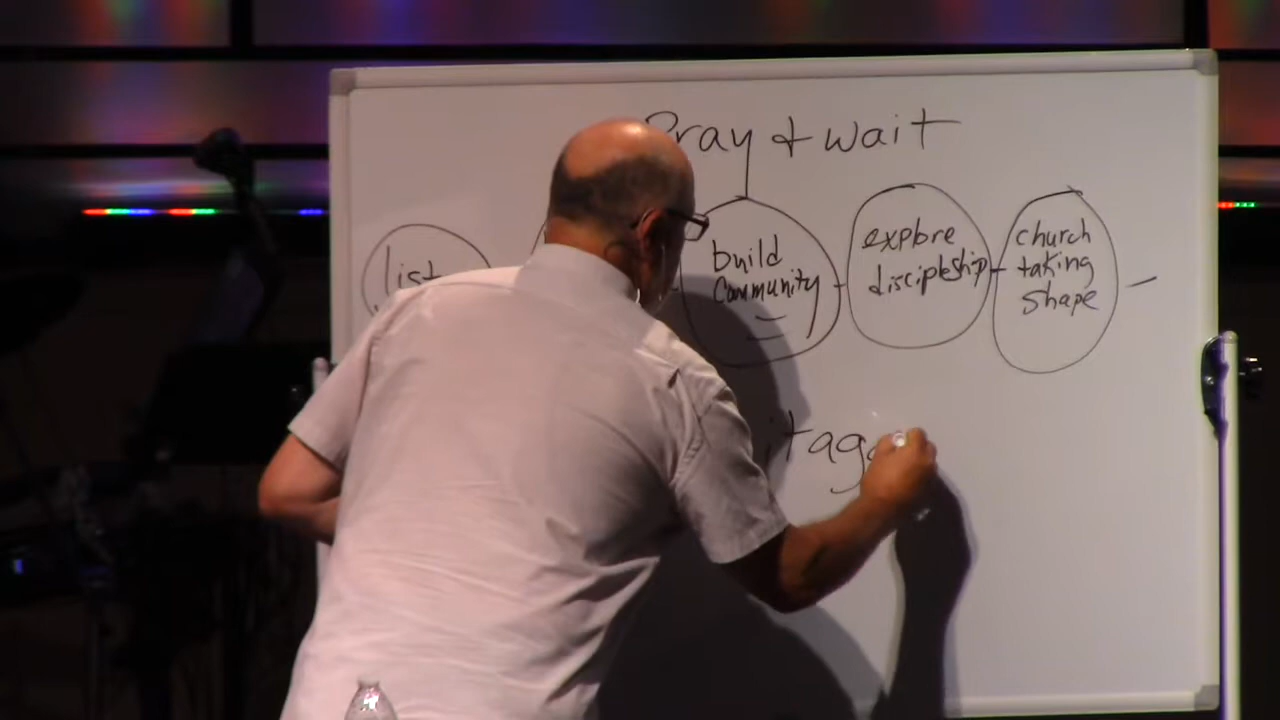 Pray & wait
list
build
Community
explore
discipleship
church
taking
shape